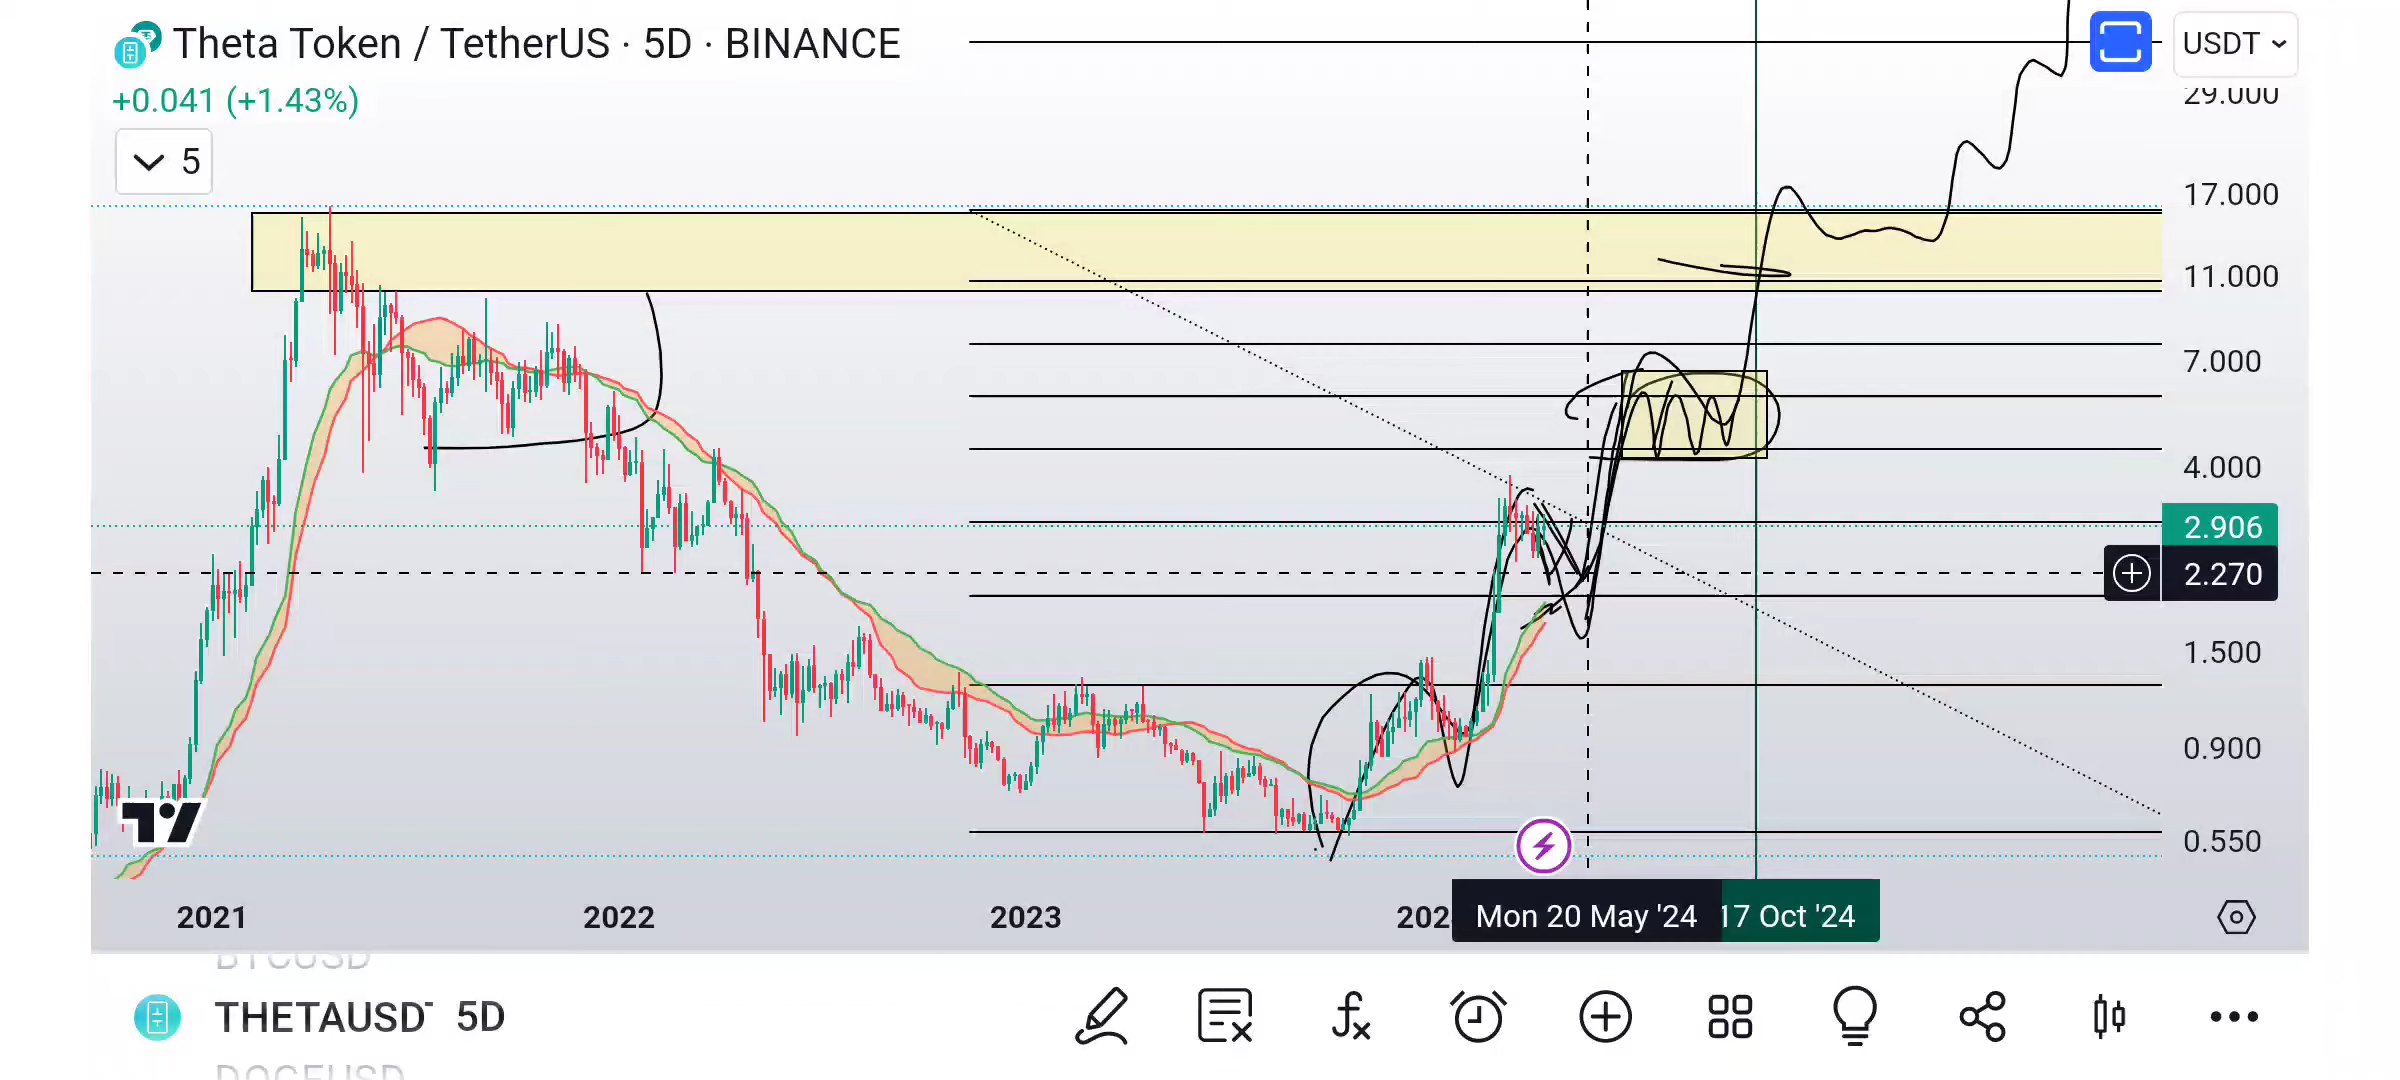 Theta Token / TetherUS · 5D · BINANCE
USDT
+0.041 (+1.43%)
29.000
5
17.000
11.000
7.000
4.000
2.906
2.270
1.500
0.900
0.550
2021 2022 2023 202 Mon 20 May '24 17 Oct '24
BTCUSD
THETAUSD 5D
DOGEUSD